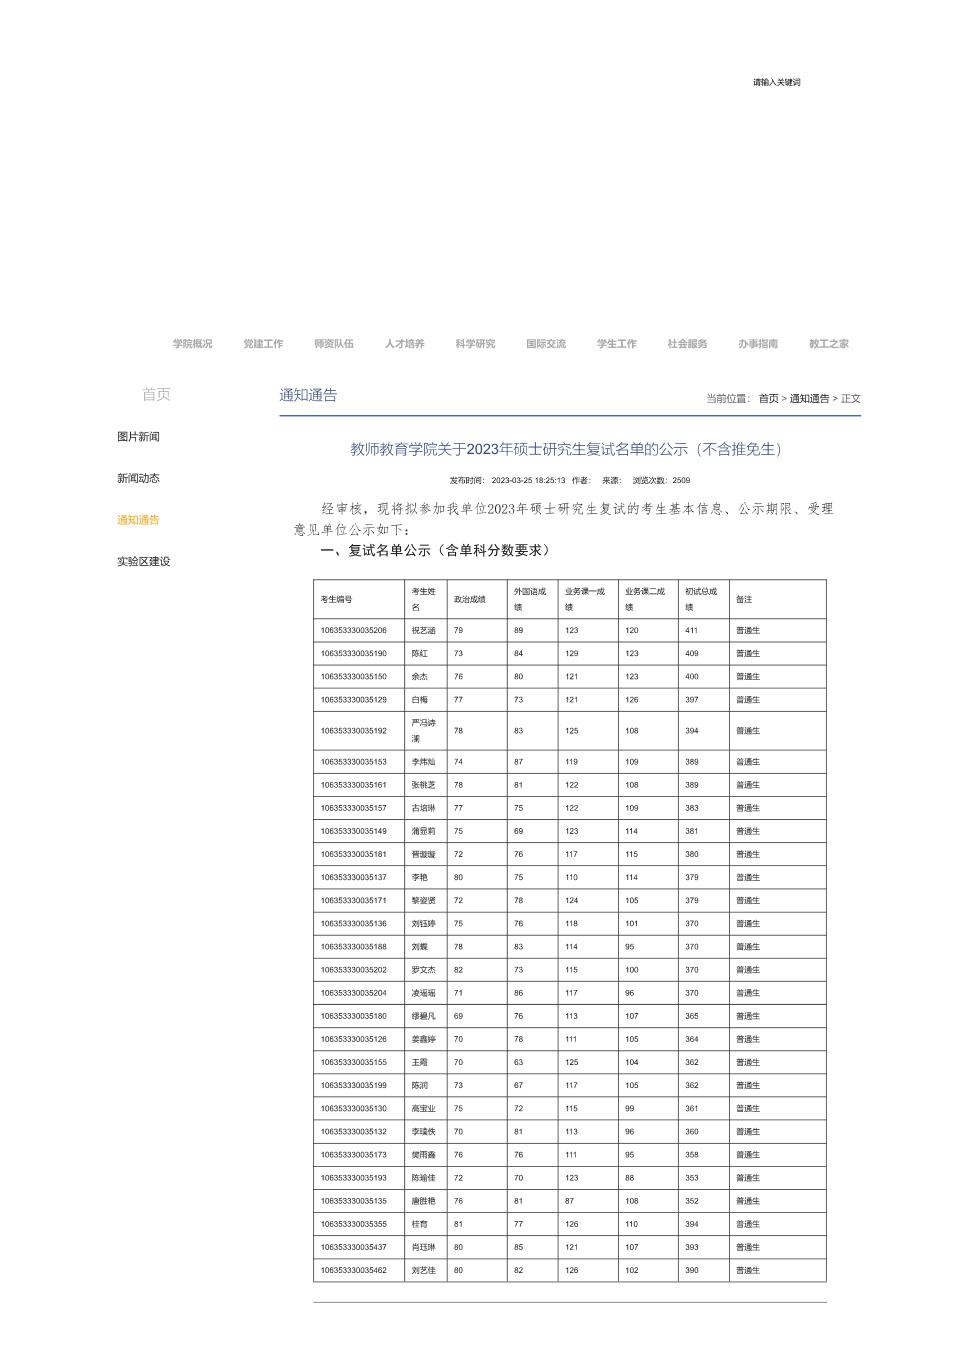 请输入关键词
学院概况 党建工作 师资队伍 人才培养 科学研究 国际交流 学生工作 社会服务 办事指南 教工之家
首页
图片新闻
新闻动态
通知通告
实验区建设
通知通告
当前位置： 首页 > 通知通告 > 正文
教师教育学院关于2023年硕士研究生复试名单的公示（不含推免生）
发布时间： 2023-03-25 18:25:13 作者： 来源： 浏览次数：2509
经审核，现将拟参加我单位2023年硕士研究生复试的考生基本信息、公示期限、受理
意见单位公示如下：
一、复试名单公示（含单科分数要求）
考生编号 考生姓名 政治成绩 外国语成绩 业务课一成绩 业务课二成绩 初试总成绩 备注
106353330035206 祝艺涵 79 89 123 120 411 普通生
106353330035190 陈红 73 84 129 123 409 普通生
106353330035150 余杰 76 80 121 123 400 普通生
106353330035129 白梅 77 73 121 126 397 普通生
106353330035192 严冯诗澜 78 83 125 108 394 普通生
106353330035153 李炜灿 74 87 119 109 389 普通生
106353330035161 张桃芝 78 81 122 108 389 普通生
106353330035157 古培琳 77 75 122 109 383 普通生
106353330035149 蒲显莉 75 69 123 114 381 普通生
106353330035181 晋璇璇 72 76 117 115 380 普通生
106353330035137 李艳 80 75 110 114 379 普通生
106353330035171 黎姿贤 72 78 124 105 379 普通生
106353330035136 刘钰婷 75 76 118 101 370 普通生
106353330035188 刘蝶 78 83 114 95 370 普通生
106353330035202 罗文杰 82 73 115 100 370 普通生
106353330035204 凌瑶瑶 71 86 117 96 370 普通生
106353330035180 缪碧凡 69 76 113 107 365 普通生
106353330035126 姜鑫婷 70 78 111 105 364 普通生
106353330035155 王霞 70 63 125 104 362 普通生
106353330035199 陈润 73 67 117 105 362 普通生
106353330035130 高宝业 75 72 115 99 361 普通生
106353330035132 李璞佚 70 81 113 96 360 普通生
106353330035173 樊雨鑫 76 76 111 95 358 普通生
106353330035193 陈瑜佳 72 70 123 88 353 普通生
106353330035135 唐胜艳 76 81 87 108 352 普通生
106353330035355 桂育 81 77 126 110 394 普通生
106353330035437 肖珏琳 80 85 121 107 393 普通生
106353330035462 刘艺佳 80 82 126 102 390 普通生